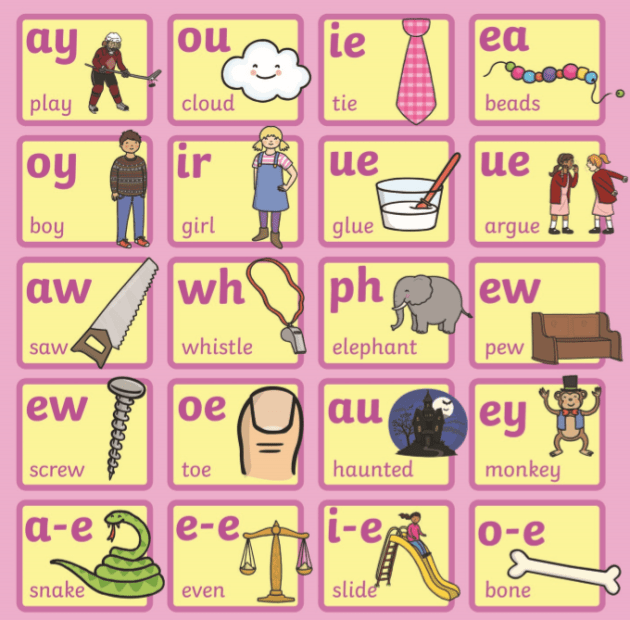 ay
play
ou
cloud
ie
tie
ea
beads
oy
boy
ir
girl
ue
glue
ue
argue
aw
saw
wh
whistle
ph
elephant
ew
pew
ew
screw
oe
toe
au
haunted
ey
monkey
a-e
snake
e-e
even
i-e
slide
o-e
bone